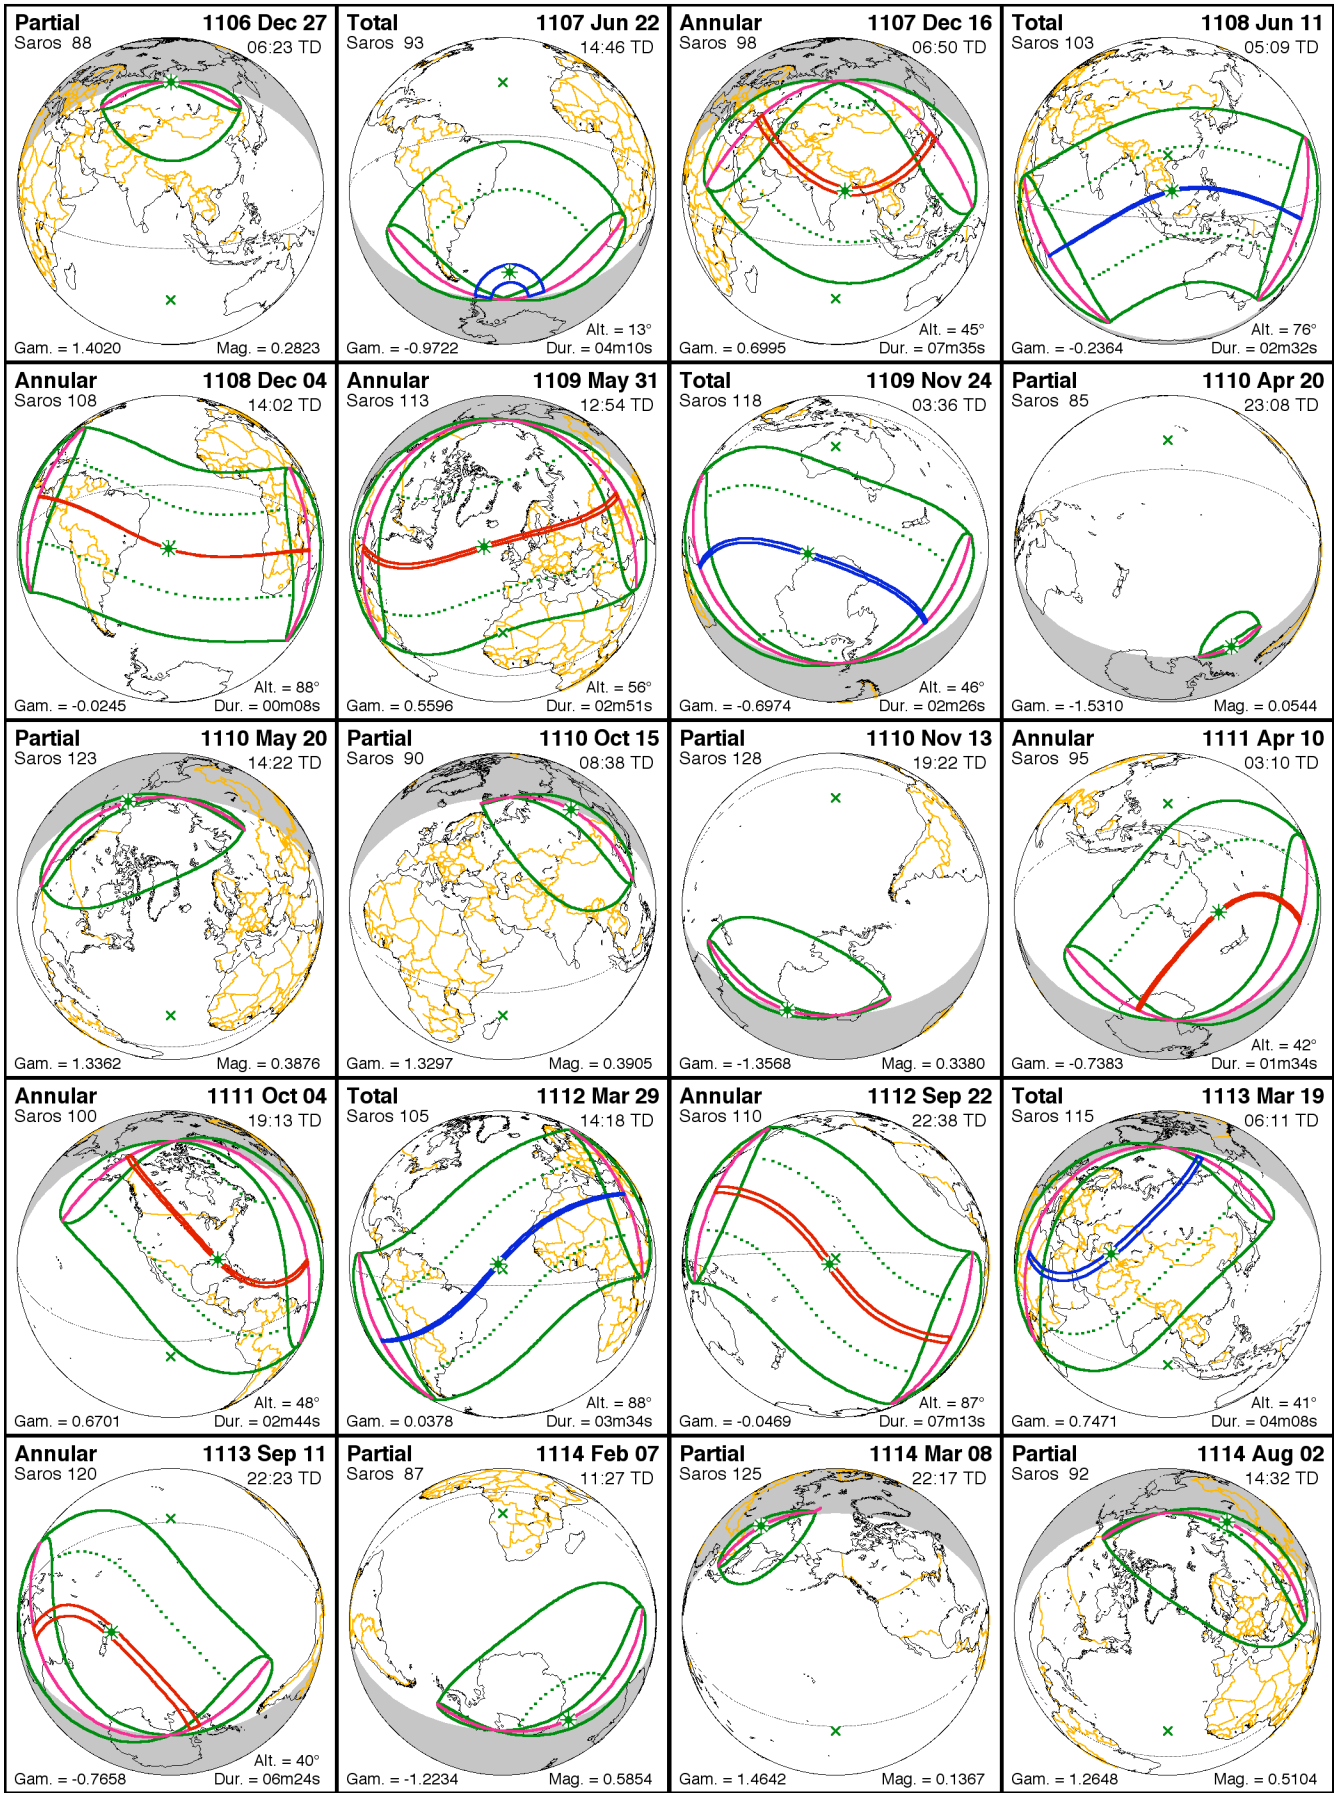 Partial 1106 Dec 27
Saros 88 06:23 TD
Gam. = 1.4020 Mag. = 0.2823
Total 1107 Jun 22
Saros 93 14:46 TD
Alt. = 13°
Gam. = -0.9722 Dur. = 04m10s
Annular 1107 Dec 16
Saros 98 06:50 TD
Alt. = 45°
Gam. = 0.6995 Dur. = 07m35s
Total 1108 Jun 11
Saros 103 05:09 TD
Alt. = 76°
Gam. = -0.2364 Dur. = 02m32s
Annular 1108 Dec 04
Saros 108 14:02 TD
Alt. = 88°
Gam. = -0.0245 Dur. = 00m08s
Annular 1109 May 31
Saros 113 12:54 TD
Alt. = 56°
Gam. = 0.5596 Dur. = 02m51s
Total 1109 Nov 24
Saros 118 03:36 TD
Alt. = 46°
Gam. = -0.6974 Dur. = 02m26s
Partial 1110 Apr 20
Saros 85 23:08 TD
Gam. = -1.5310 Mag. = 0.0544
Partial 1110 May 20
Saros 123 14:22 TD
Gam. = 1.3362 Mag. = 0.3876
Partial 1110 Oct 15
Saros 90 08:38 TD
Gam. = 1.3297 Mag. = 0.3905
Partial 1110 Nov 13
Saros 128 19:22 TD
Gam. = -1.3568 Mag. = 0.3380
Annular 1111 Apr 10
Saros 95 03:10 TD
Alt. = 42°
Gam. = -0.7383 Dur. = 01m34s
Annular 1111 Oct 04
Saros 100 19:13 TD
Alt. = 48°
Gam. = 0.6701 Dur. = 02m44s
Total 1112 Mar 29
Saros 105 14:18 TD
Alt. = 88°
Gam. = 0.0378 Dur. = 03m34s
Annular 1112 Sep 22
Saros 110 22:38 TD
Alt. = 87°
Gam. = -0.0469 Dur. = 07m13s
Total 1113 Mar 19
Saros 115 06:11 TD
Alt. = 41°
Gam. = 0.7471 Dur. = 04m08s
Annular 1113 Sep 11
Saros 120 22:23 TD
Alt. = 40°
Gam. = -0.7658 Dur. = 06m24s
Partial 1114 Feb 07
Saros 87 11:27 TD
Gam. = -1.2234 Mag. = 0.5854
Partial 1114 Mar 08
Saros 125 22:17 TD
Gam. = 1.4642 Mag. = 0.1367
Partial 1114 Aug 02
Saros 92 14:32 TD
Gam. = 1.2648 Mag. = 0.5104